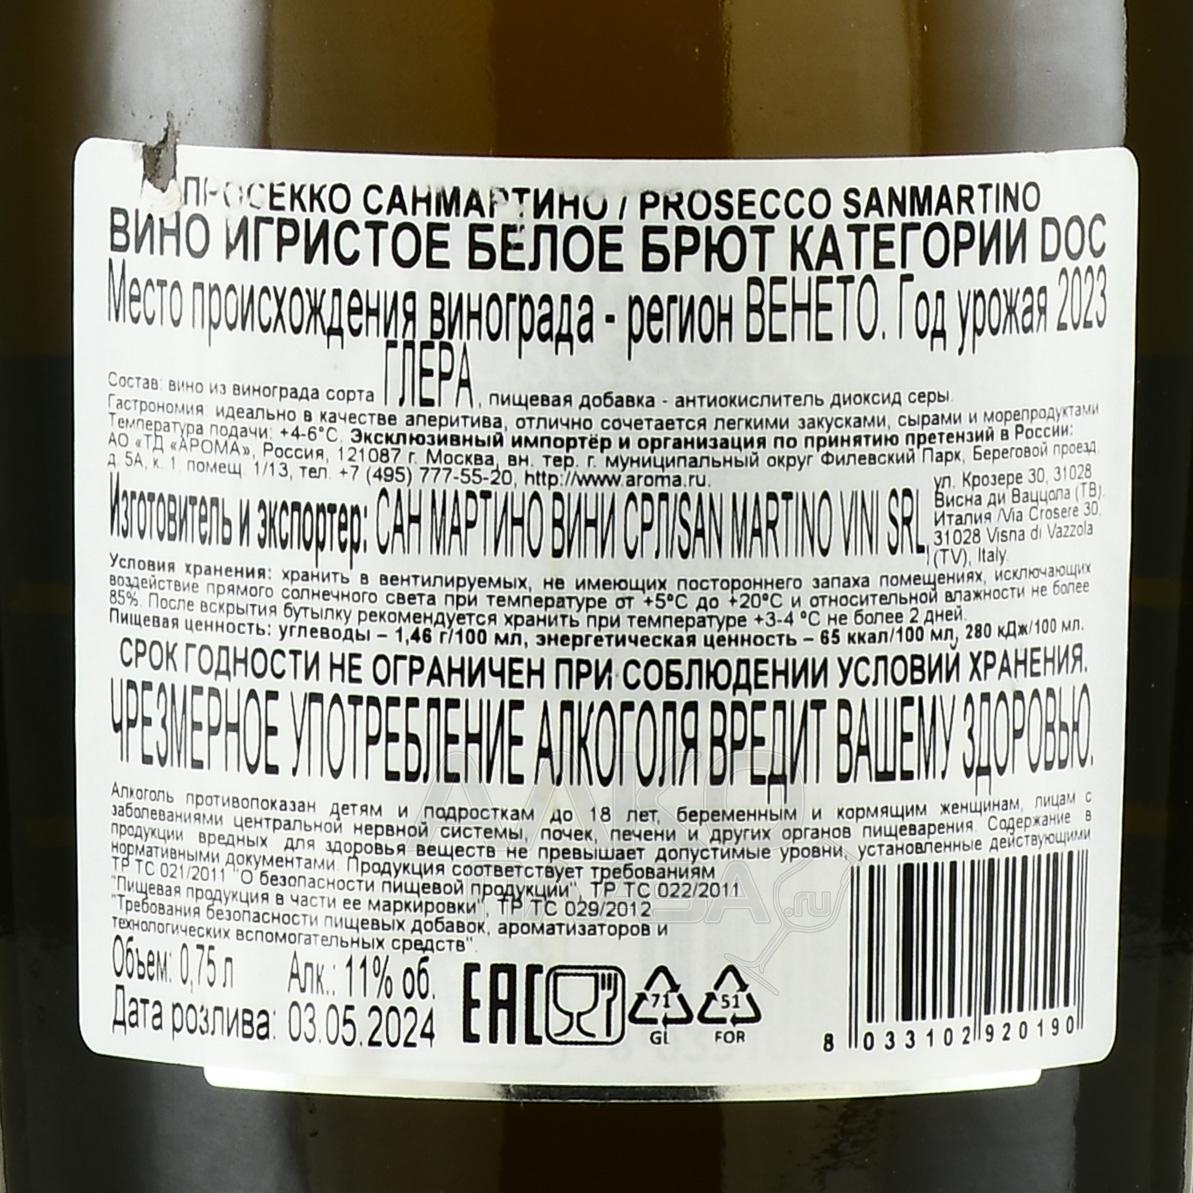 ПРОСЕККО САНМАРТИНО / PROSECCO SANMARTINO
ВИНО ИГРИСТОЕ БЕЛОЕ БРЮТ КАТЕГОРИИ DOC
Место происхождения винограда - регион ВЕНЕТО. Год урожая 2023
Состав: вино из винограда сорта ГЛЕРА, пищевая добавка - антиокислитель диоксид серы.
Гастрономия: идеально в качестве аперитива, отлично сочетается с легкими закусками, сырами и морепродуктами
Температура подачи: +4-6°C. Эксклюзивный импортёр и организация по принятию претензий в России:
АО «ТД «АРОМА», Россия, 121087 г. Москва, вн. тер. г. муниципальный округ Филевский Парк, Береговой проезд
д. 5А, к. 1, помещ. 1/13, тел. +7 (495) 777-55-20, http://www.aroma.ru.
Изготовитель и экспортер: САН МАРТИНО ВИНИ СРЛ/SAN MARTINO VINI SRL,
ул. Крозере 30, 31028
Висна ди Ваццола (ТВ),
Италия /Via Crosere 30,
31028 Visna di Vazzola
(TV), Italy.
Условия хранения: хранить в вентилируемых, не имеющих постороннего запаха помещениях, исключающих
воздействие прямого солнечного света при температуре от +5°C до +20°C и относительной влажности не более
85%. После вскрытия бутылку рекомендуется хранить при температуре +3-4 °C не более 2 дней.
Пищевая ценность: углеводы – 1,46 г/100 мл, энергетическая ценность – 65 ккал/100 мл, 280 кДж/100 мл.
СРОК ГОДНОСТИ НЕ ОГРАНИЧЕН ПРИ СОБЛЮДЕНИИ УСЛОВИЙ ХРАНЕНИЯ.
ЧРЕЗМЕРНОЕ УПОТРЕБЛЕНИЕ АЛКОГОЛЯ ВРЕДИТ ВАШЕМУ ЗДОРОВЬЮ.
Алкоголь противопоказан детям и подросткам до 18 лет, беременным и кормящим женщинам, лицам с
заболеваниями центральной нервной системы, почек, печени и других органов пищеварения. Содержание в
продукции вредных для здоровья веществ не превышает допустимые уровни, установленные действующими
нормативными документами. Продукция соответствует требованиям
ТР ТС 021/2011 "О безопасности пищевой продукции", ТР ТС 022/2011
"Пищевая продукция в части ее маркировки", ТР ТС 029/2012
"Требования безопасности пищевых добавок, ароматизаторов и
технологических вспомогательных средств".
Объем: 0,75 л Алк.: 11% об.
Дата розлива: 03.05.2024
EAC
71
GL
51
FOR
8 033102 920190
.ru